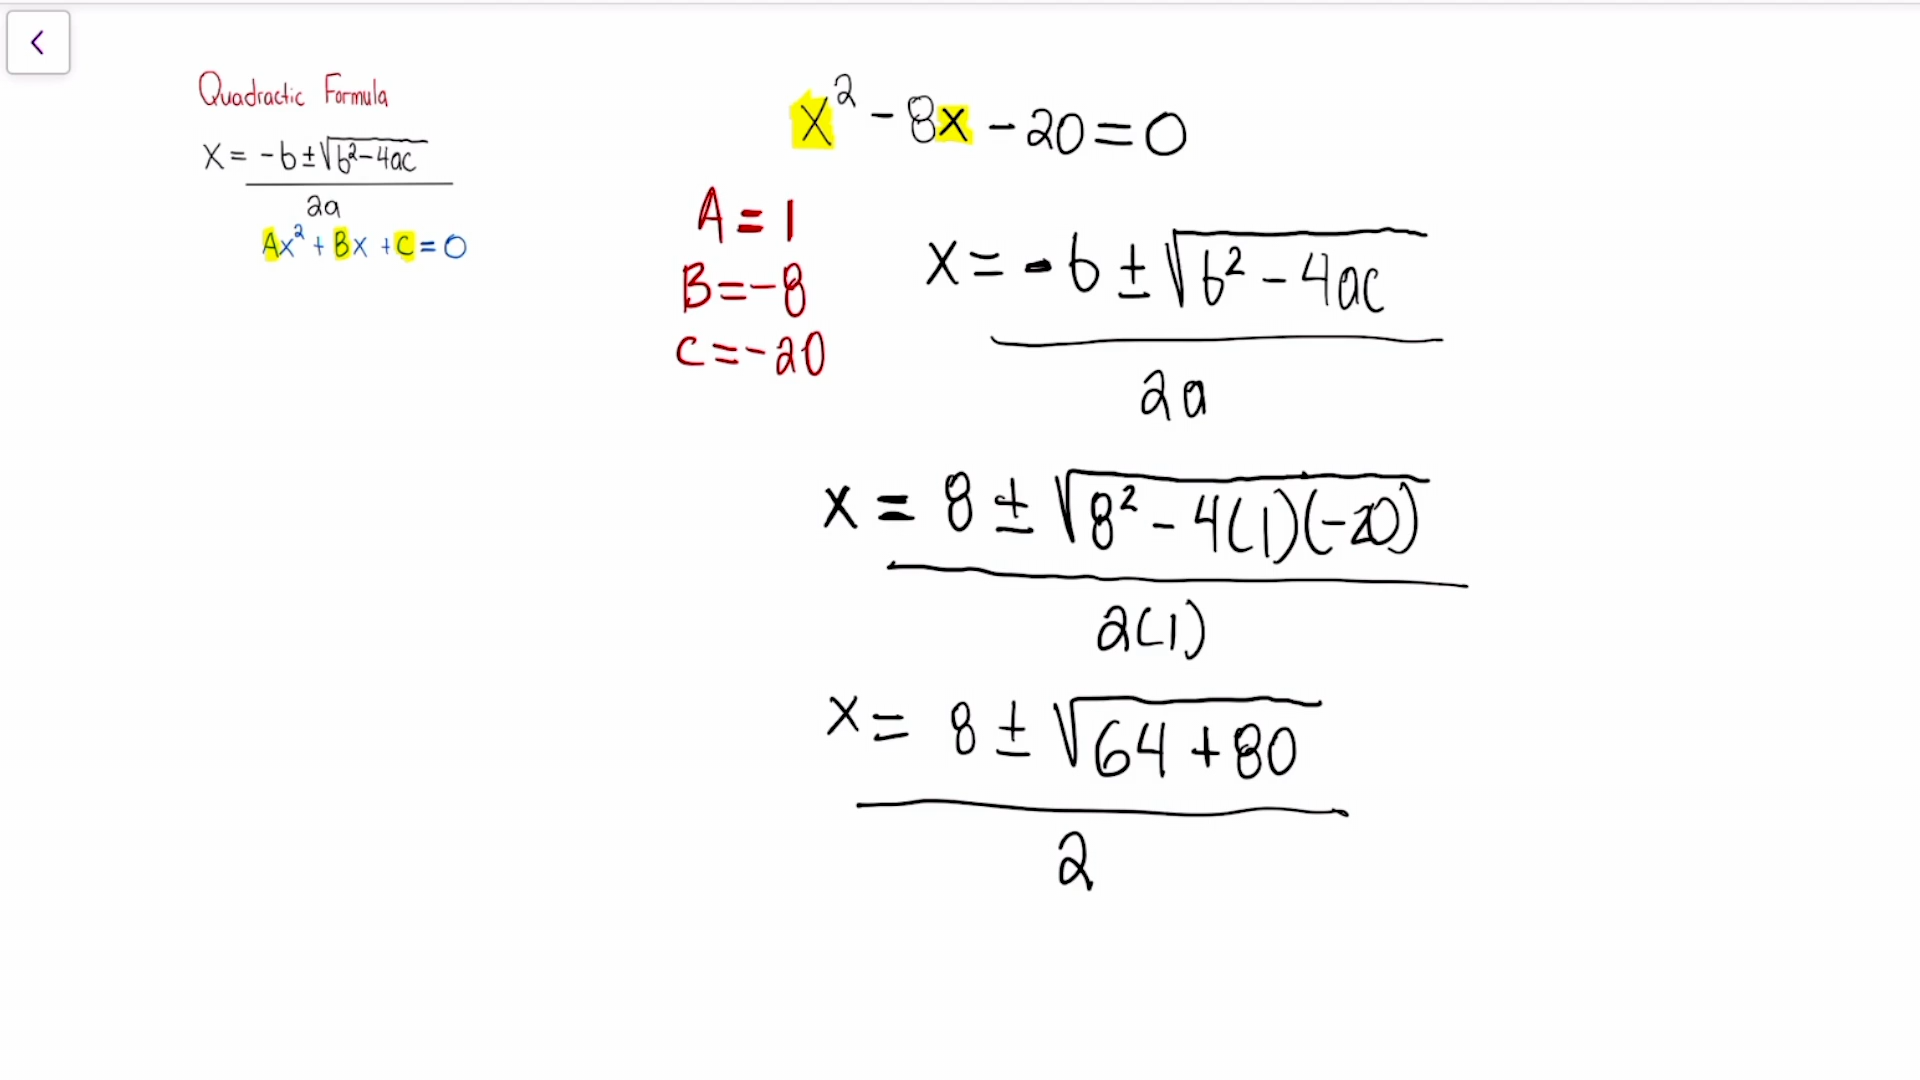 Quadractic Formula
x = -b ± √b² - 4ac
2a
Ax² + Bx + C = 0
x² - 8x - 20 = 0
A = 1
B = -8
C = -20
x = - b ± √b² - 4ac
2a
x = 8 ± √8² - 4(1)(-20)
2(1)
x = 8 ± √64 + 80
2